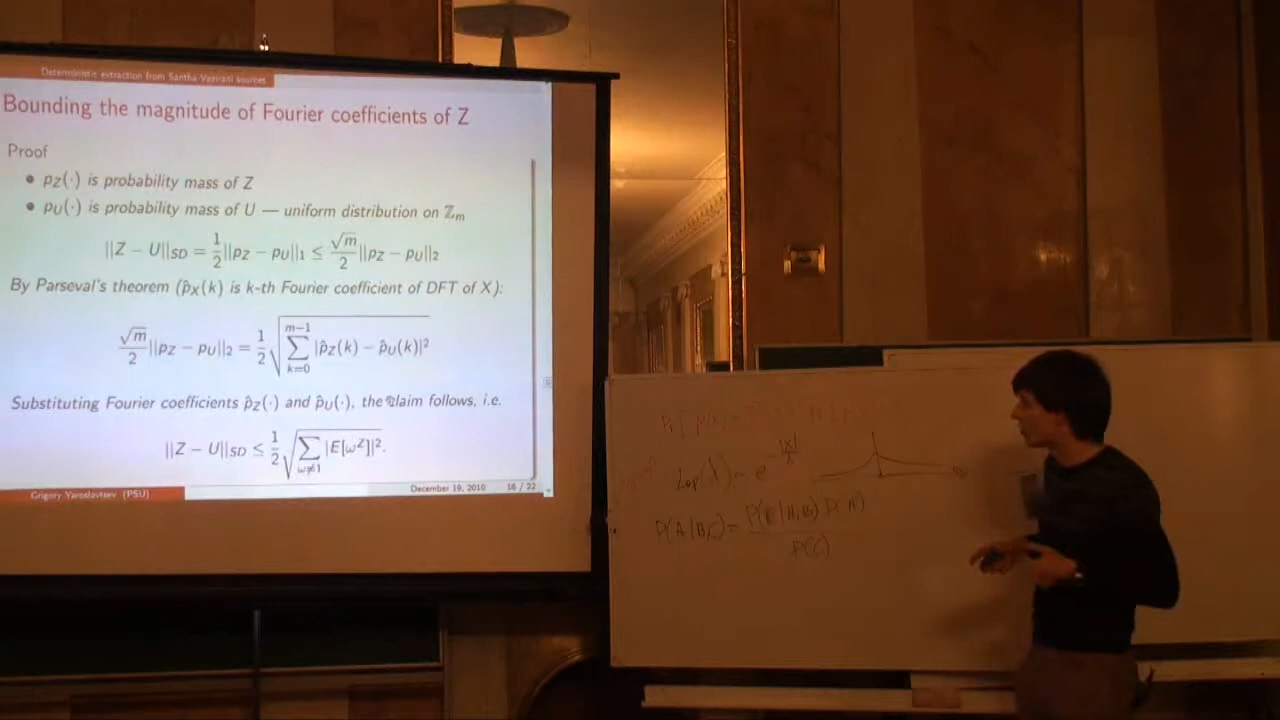 Deterministic extraction from Santha-Vazirani sources
Bounding the magnitude of Fourier coefficients of Z
Proof
• p_Z(·) is probability mass of Z
• p_U(·) is probability mass of U — uniform distribution on ℤ_m
||Z − U||_SD = 1/2 ||p_Z − p_U||_1 ≤ √m/2 ||p_Z − p_U||_2
By Parseval's theorem (p̂_X(k) is k-th Fourier coefficient of DFT of X):
√m/2 ||p_Z − p_U||_2 = 1/2 √(∑_{k=0}^{m−1} |p̂_Z(k) − p̂_U(k)|²)
Substituting Fourier coefficients p̂_Z(·) and p̂_U(·), the claim follows, i.e.
||Z − U||_SD ≤ 1/2 √(∑_{ω≠1} |E[ω^Z]|²).
Grigory Yaroslavtsev (PSU) December 19, 2010 16 / 22
Lap(λ) ~ e^{−|x|/λ}